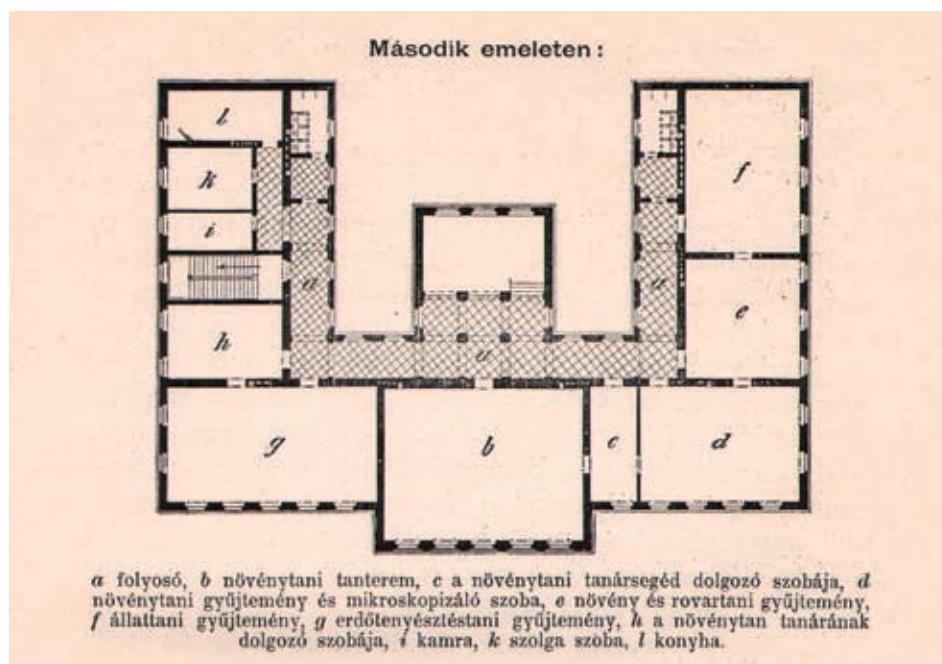 Második emeleten:
l
k
f
i
a
a
e
h
a
g
b
c
d
a folyosó, b növénytani tanterem, c a növénytani tanársegéd dolgozó szobája, d
növénytani gyűjtemény és mikroskopizáló szoba, e növény és rovartani gyűjtemény,
f állattani gyűjtemény, g erdőtenyésztéstani gyűjtemény, h a növénytan tanárának
dolgozó szobája, i kamra, k szolga szoba, l konyha.